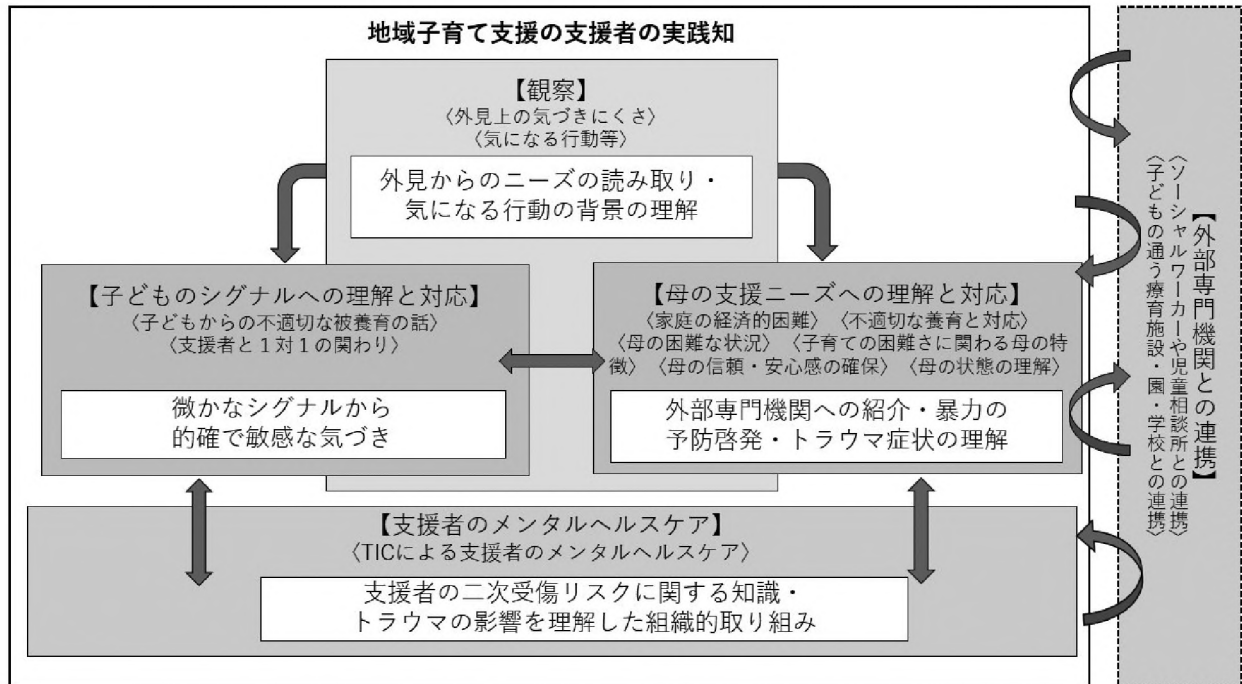 地域子育て支援の支援者の実践知
【観察】
〈外見上の気づきにくさ〉
〈気になる行動等〉
外見からのニーズの読み取り・
気になる行動の背景の理解
【子どものシグナルへの理解と対応】
〈子どもからの不適切な被養育の話〉
〈支援者と１対１の関わり〉
微かなシグナルから
的確で敏感な気づき
【母の支援ニーズへの理解と対応】
〈家庭の経済的困難〉〈不適切な養育と対応〉
〈母の困難な状況〉〈子育ての困難さに関わる母の特
徴〉〈母の信頼・安心感の確保〉〈母の状態の理解〉
外部専門機関への紹介・暴力の
予防啓発・トラウマ症状の理解
【支援者のメンタルヘルスケア】
〈TICによる支援者のメンタルヘルスケア〉
支援者の二次受傷リスクに関する知識・
トラウマの影響を理解した組織的取り組み
【外部専門機関との連携】
〈ソーシャルワーカーや児童相談所との連携〉
〈子どもの通う療育施設・園・学校との連携〉